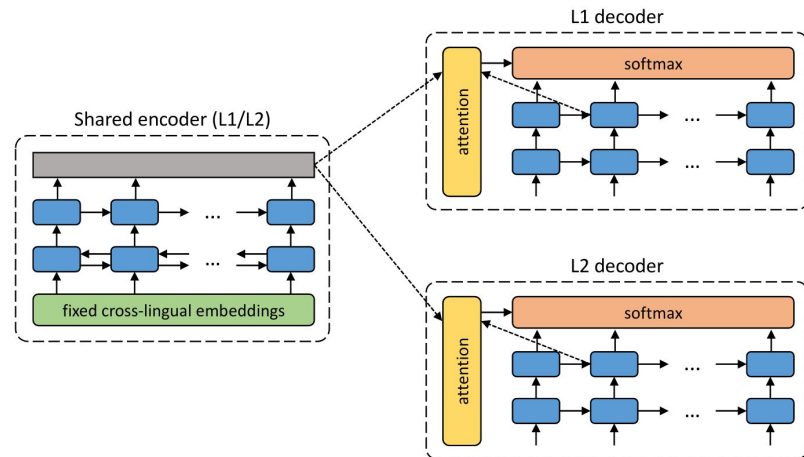 Shared encoder (L1/L2)
...
...
fixed cross-lingual embeddings
L1 decoder
attention
softmax
...
...
L2 decoder
attention
softmax
...
...